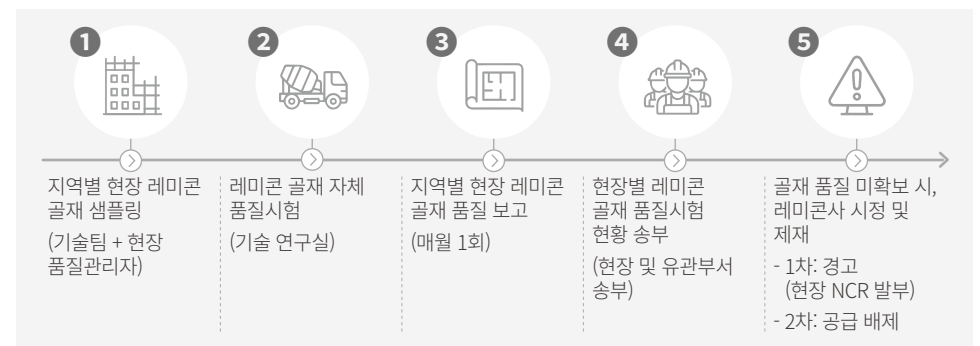 1
지역별 현장 레미콘
골재 샘플링
(기술팀 + 현장
품질관리자)
2
레미콘 골재 자체
품질시험
(기술 연구실)
3
지역별 현장 레미콘
골재 품질 보고
(매월 1회)
4
현장별 레미콘
골재 품질시험
현황 송부
(현장 및 유관부서
송부)
5
골재 품질 미확보 시,
레미콘사 시정 및
제재
- 1차: 경고
(현장 NCR 발부)
- 2차: 공급 배제